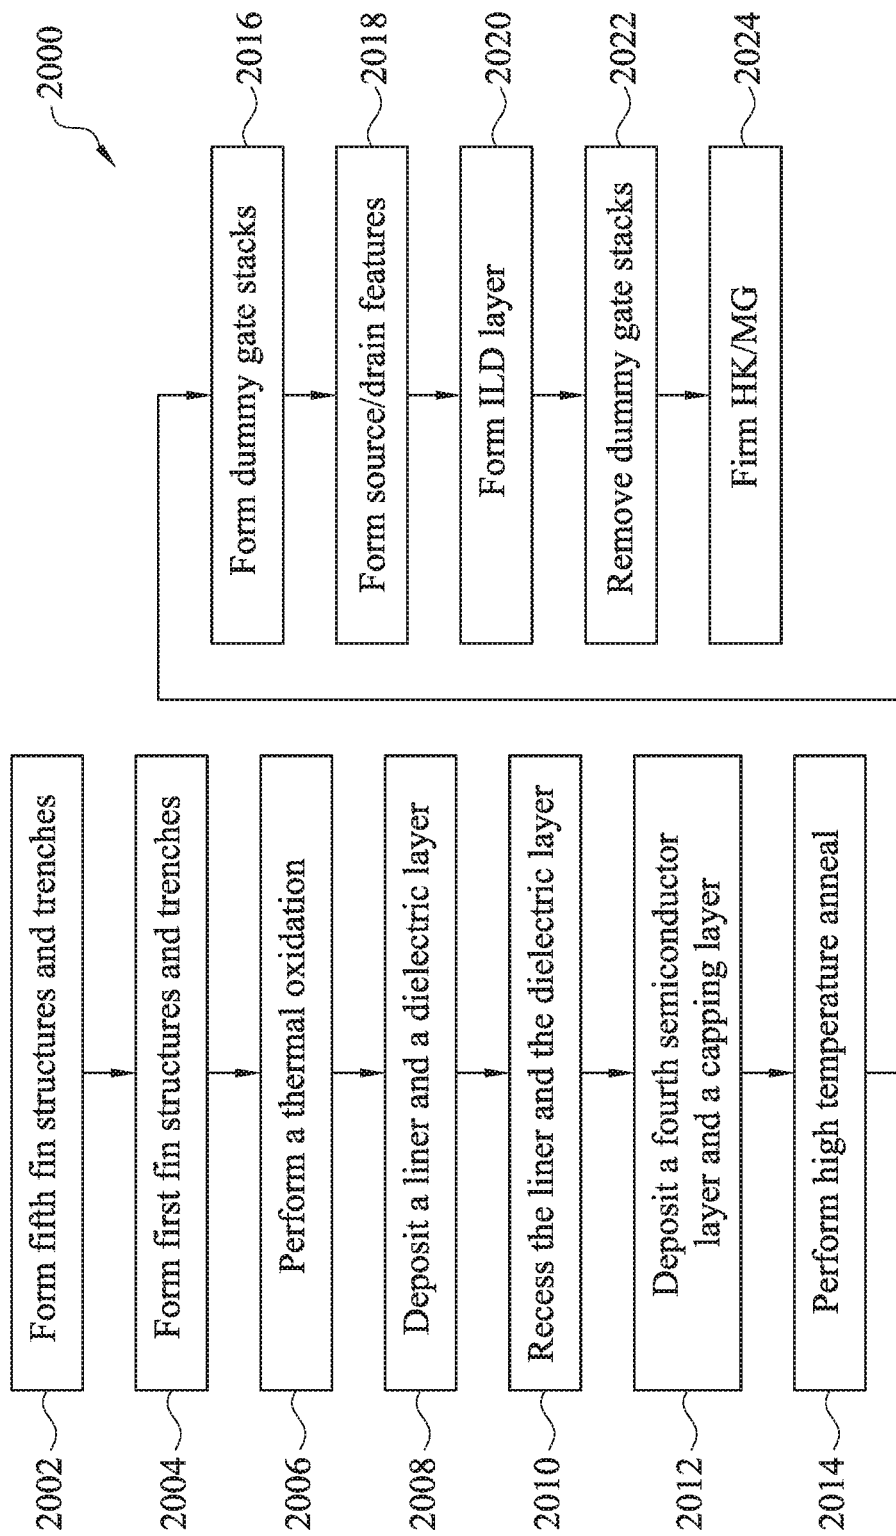 2000
2002
Form fifth fin structures and trenches
2004
Form first fin structures and trenches
2006
Perform a thermal oxidation
2008
Deposit a liner and a dielectric layer
2010
Recess the liner and the dielectric layer
2012
Deposit a fourth semiconductor
layer and a capping layer
2014
Perform high temperature anneal
Form dummy gate stacks
2016
Form source/drain features
2018
Form ILD layer
2020
Remove dummy gate stacks
2022
Firm HK/MG
2024